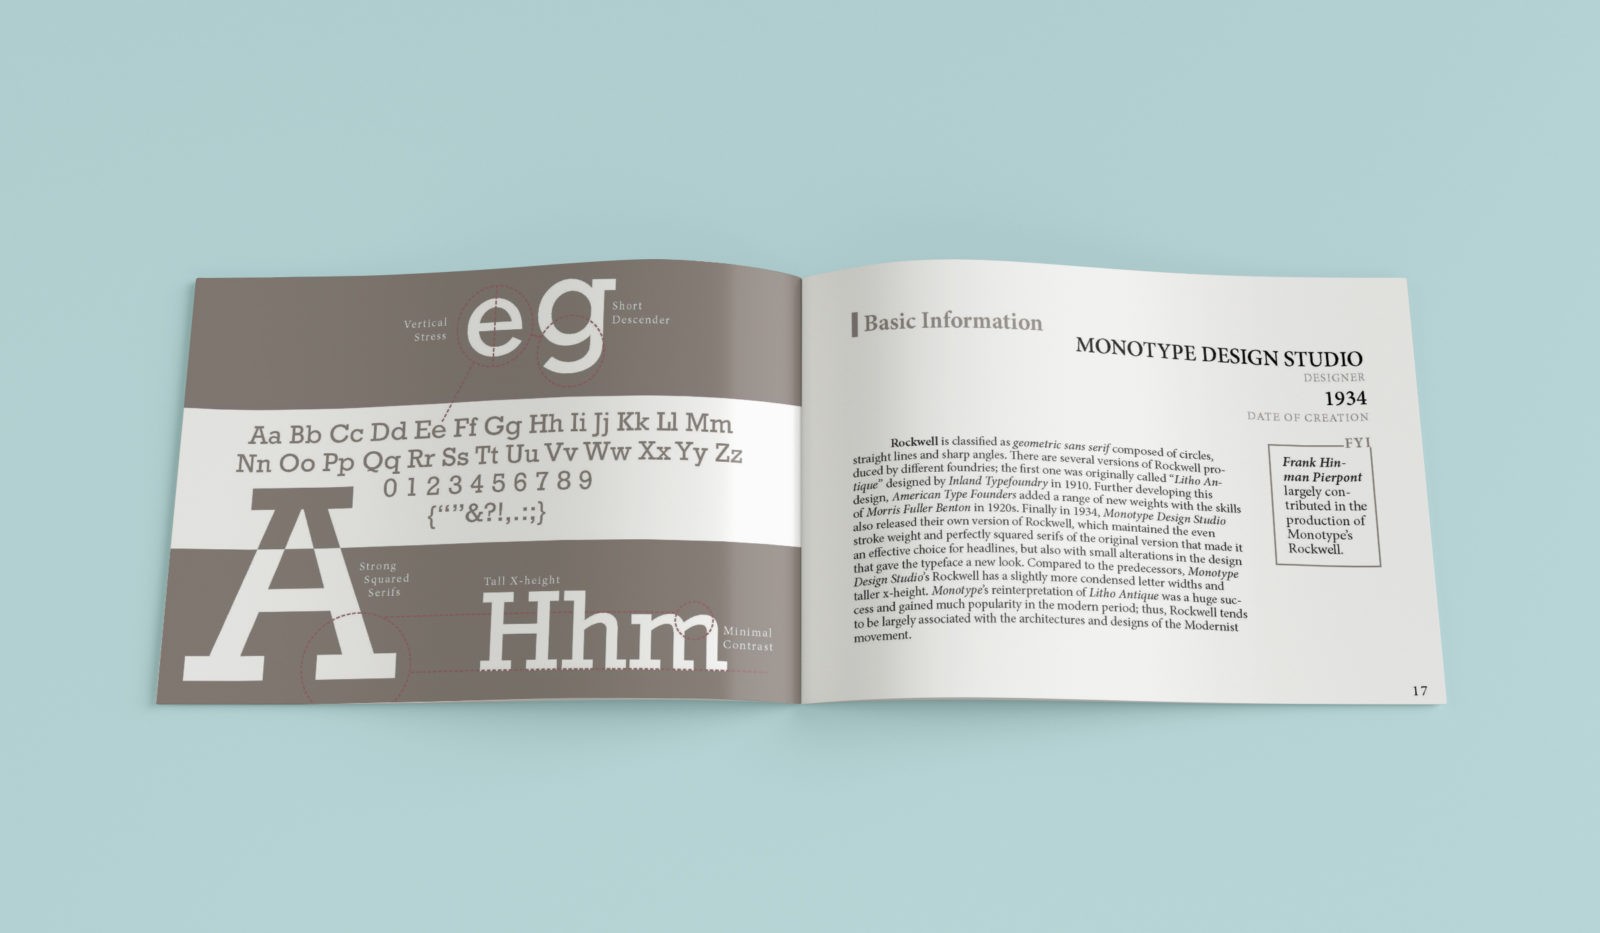 eg
Vertical
Stress
Short
Descender
Aa Bb Cc Dd Ee Ff Gg Hh Ii Jj Kk Ll Mm
Nn Oo Pp Qq Rr Ss Tt Uu Vv Ww Xx Yy Zz
0 1 2 3 4 5 6 7 8 9
{“”&?!,.:;}
A
Strong
Squared
Serifs
Tall X-height
Hhm
Minimal
Contrast
Basic Information
MONOTYPE DESIGN STUDIO
DESIGNER
1934
DATE OF CREATION
Rockwell is classified as geometric sans serif composed of circles,
straight lines and sharp angles. There are several versions of Rockwell pro-
duced by different foundries; the first one was originally called “Litho An-
tique” designed by Inland Typefoundry in 1910. Further developing this
design, American Type Founders added a range of new weights with the skills
of Morris Fuller Benton in 1920s. Finally in 1934, Monotype Design Studio
also released their own version of Rockwell, which maintained the even
stroke weight and perfectly squared serifs of the original version that made it
an effective choice for headlines, but also with small alterations in the design
that gave the typeface a new look. Compared to the predecessors, Monotype
Design Studio’s Rockwell has a slightly more condensed letter widths and
taller x-height. Monotype’s reinterpretation of Litho Antique was a huge suc-
cess and gained much popularity in the modern period; thus, Rockwell tends
to be largely associated with the architectures and designs of the Modernist
movement.
FYI
Frank Hin-
man Pierpont
largely con-
tributed in the
production of
Monotype’s
Rockwell.
17